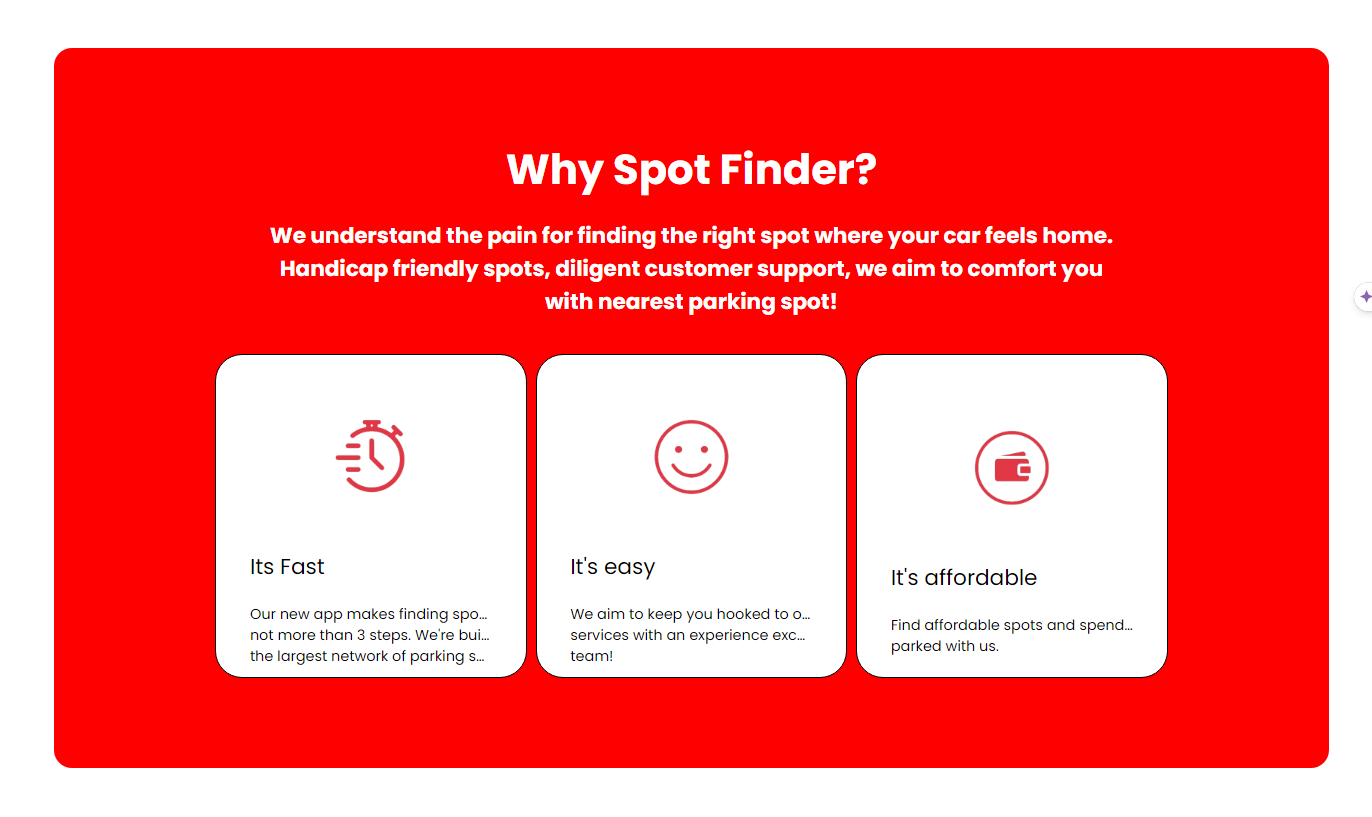 Why Spot Finder?
We understand the pain for finding the right spot where your car feels home.
Handicap friendly spots, diligent customer support, we aim to comfort you
with nearest parking spot!
Its Fast
Our new app makes finding spo...
not more than 3 steps. We're bui...
the largest network of parking s...
It's easy
We aim to keep you hooked to o...
services with an experience exc...
team!
It's affordable
Find affordable spots and spend...
parked with us.